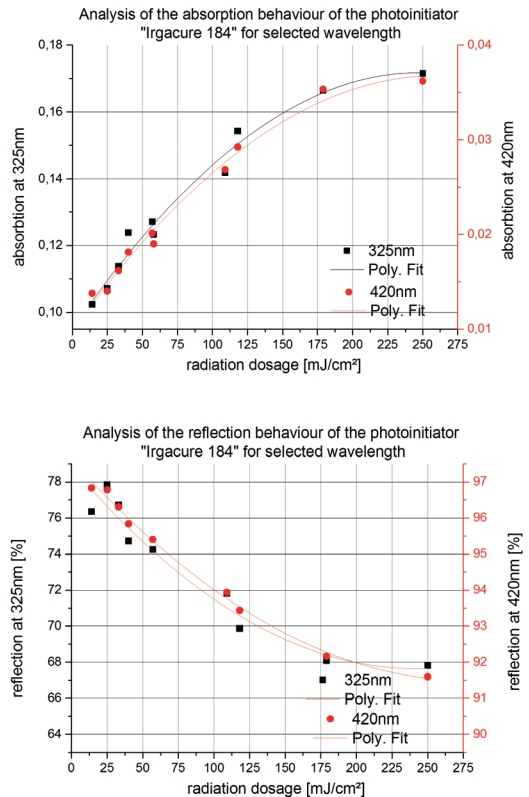 Analysis of the absorption behaviour of the photoinitiator
"Irgacure 184" for selected wavelength
0,18
0,16
0,14
0,12
0,10
absorbtion at 325nm
0,04
0,03
0,02
0,01
absorbtion at 420nm
325nm
Poly. Fit
420nm
Poly. Fit
0 25 50 75 100 125 150 175 200 225 250 275
radiation dosage [mJ/cm²]
Analysis of the reflection behaviour of the photoinitiator
"Irgacure 184" for selected wavelength
78
76
74
72
70
68
66
64
reflection at 325nm [%]
97
96
95
94
93
92
91
90
reflection at 420nm [%]
325nm
Poly. Fit
420nm
Poly. Fit
0 25 50 75 100 125 150 175 200 225 250 275
radiation dosage [mJ/cm²]